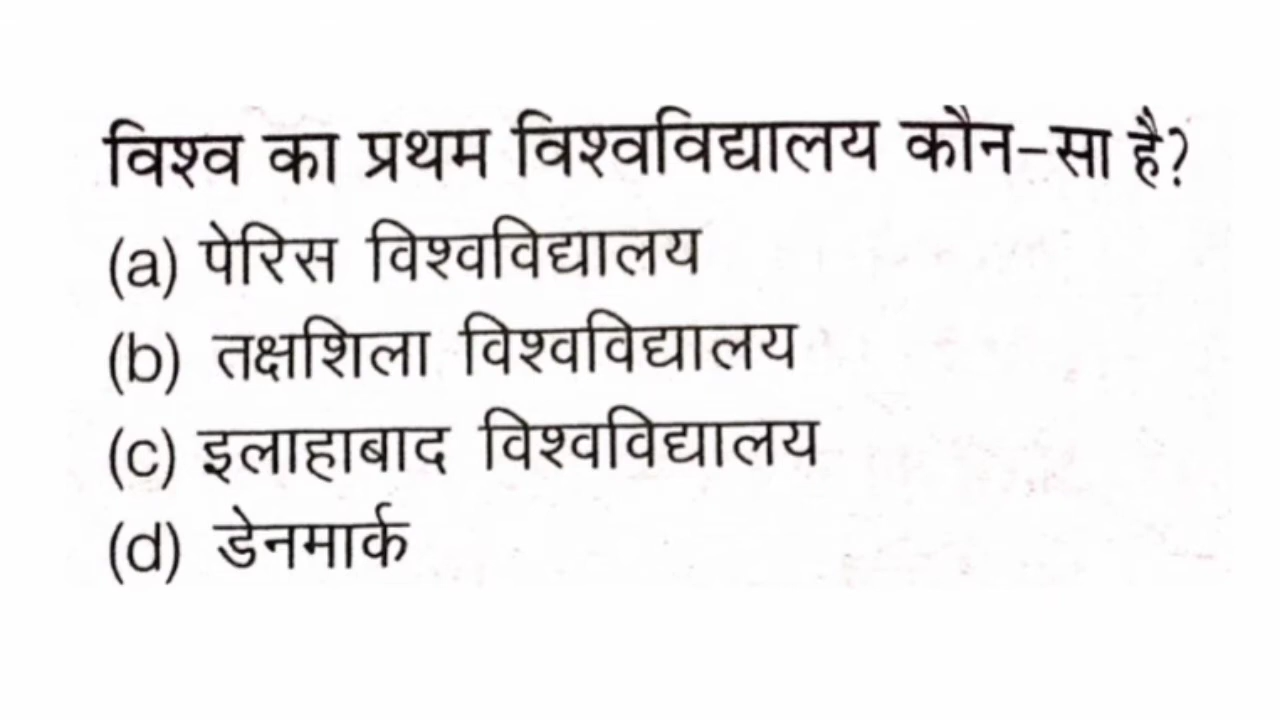 विश्व का प्रथम विश्वविद्यालय कौन-सा है?
(a) पेरिस विश्वविद्यालय
(b) तक्षशिला विश्वविद्यालय
(c) इलाहाबाद विश्वविद्यालय
(d) डेनमार्क